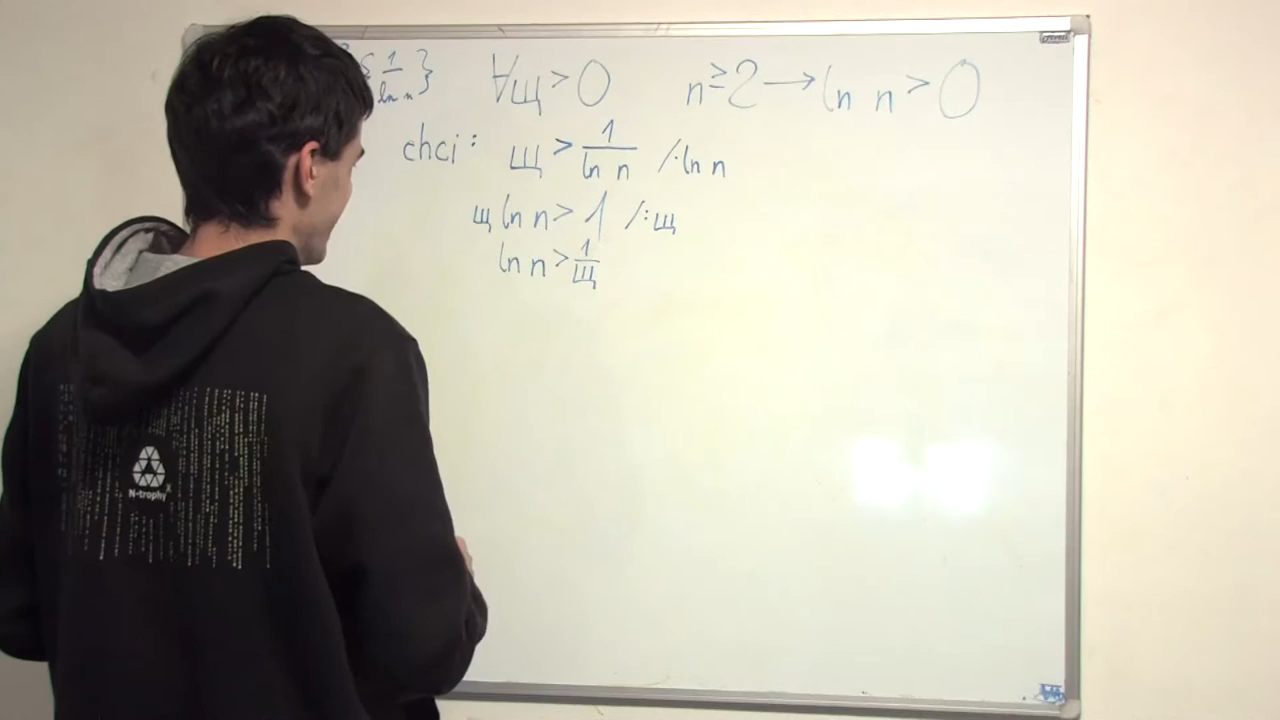 {1/ln n} ∀щ > 0 n ≥ 2 → ln n > 0
chci: щ > 1/ln n /·ln n
щ ln n > 1 /:щ
ln n > 1/щ
N-trophy